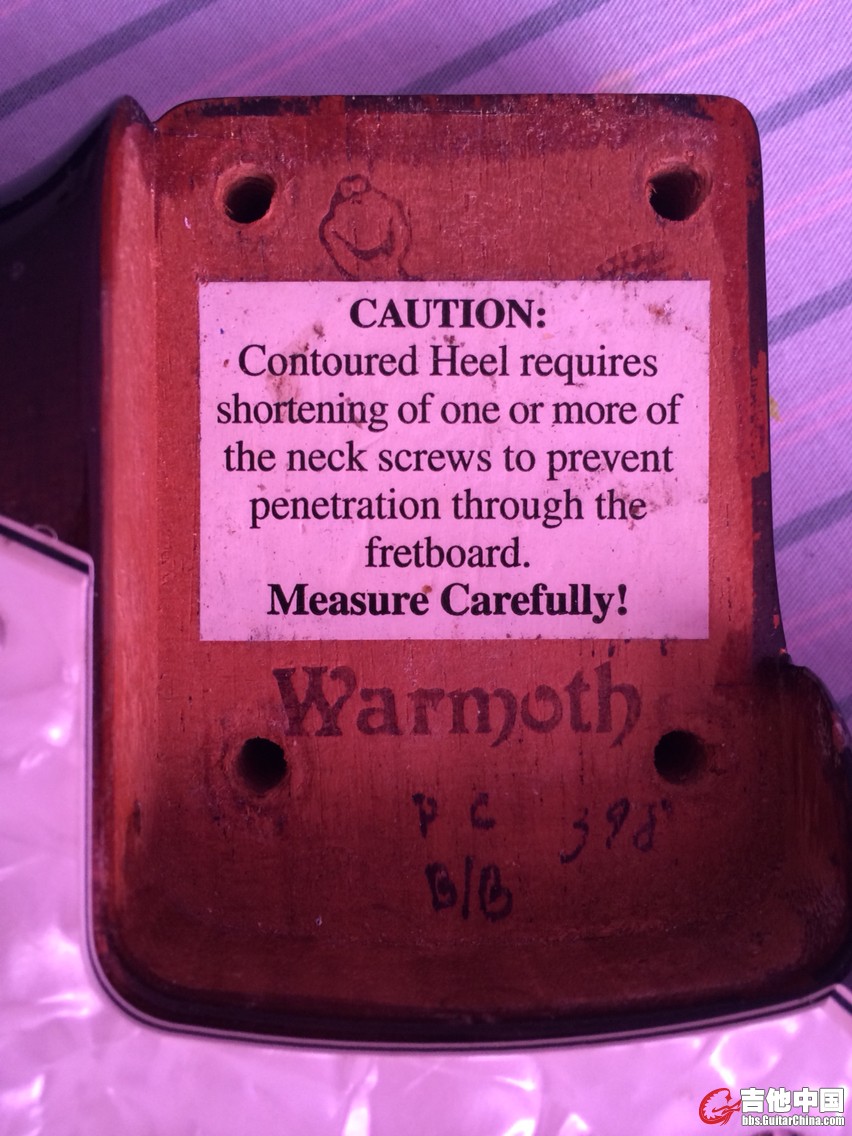 CAUTION:
Contoured Heel requires
shortening of one or more of
the neck screws to prevent
penetration through the
fretboard.
Measure Carefully!
Warmoth
P C 398
B/B
吉他中国
bbs.GuitarChina.com